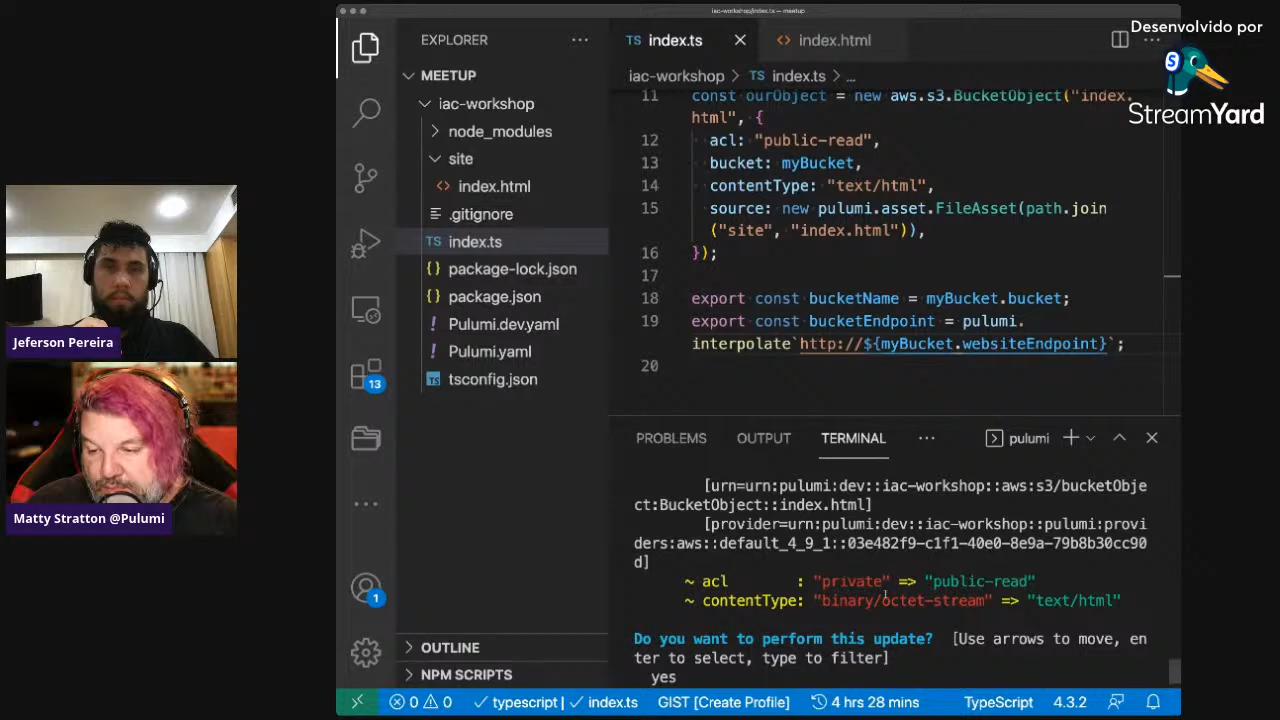 iac-workshop/index.ts — meetup
Desenvolvido por
StreamYard
EXPLORER
MEETUP
iac-workshop
node_modules
site
index.html
.gitignore
index.ts
package-lock.json
package.json
Pulumi.dev.yaml
Pulumi.yaml
tsconfig.json
OUTLINE
NPM SCRIPTS
TS index.ts
index.html
iac-workshop > TS index.ts > ...
11 const ourObject = new aws.s3.BucketObject("index.
html", {
12 acl: "public-read",
13 bucket: myBucket,
14 contentType: "text/html",
15 source: new pulumi.asset.FileAsset(path.join
("site", "index.html")),
16 });
17
18 export const bucketName = myBucket.bucket;
19 export const bucketEndpoint = pulumi.
interpolate`http://${myBucket.websiteEndpoint}`;
20
PROBLEMS OUTPUT TERMINAL ... pulumi
[urn=urn:pulumi:dev::iac-workshop::aws:s3/bucketObje
ct:BucketObject::index.html]
[provider=urn:pulumi:dev::iac-workshop::pulumi:provi
ders:aws::default_4_9_1::03e482f9-c1f1-40e0-8e9a-79b8b30cc90
d]
~ acl : "private" => "public-read"
~ contentType: "binary/octet-stream" => "text/html"
Do you want to perform this update? [Use arrows to move, en
ter to select, type to filter]
yes
Jeferson Pereira
Matty Stratton @Pulumi
13
1
0 0 typescript | index.ts GIST [Create Profile] 4 hrs 28 mins TypeScript 4.3.2